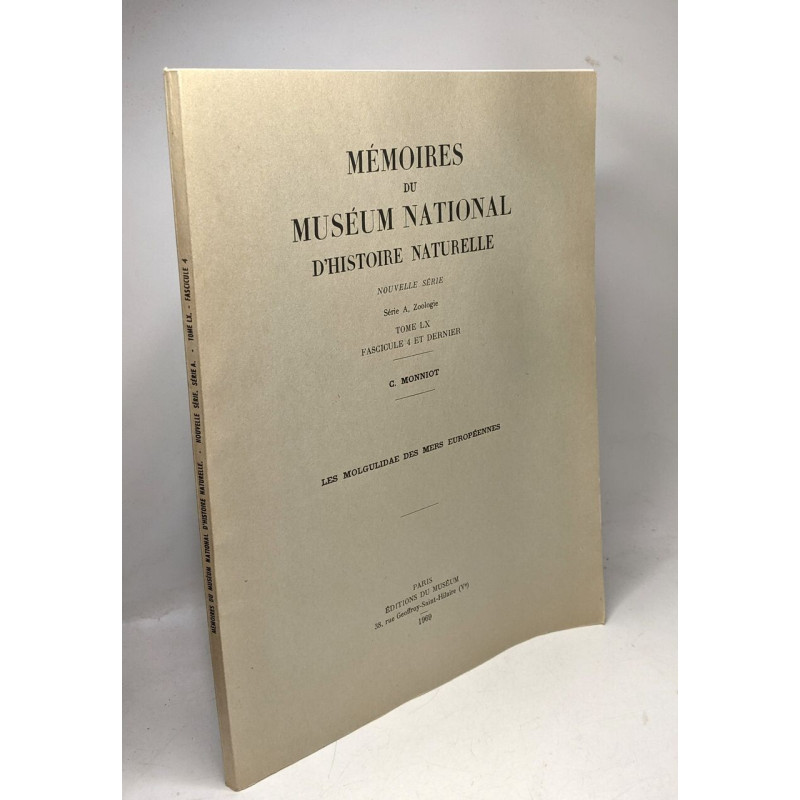 MÉMOIRES
DU
MUSÉUM NATIONAL
D'HISTOIRE NATURELLE
NOUVELLE SÉRIE
Série A, Zoologie
TOME LX
FASCICULE 4 ET DERNIER
C. MONNIOT
LES MOLGULIDAE DES MERS EUROPÉENNES
PARIS
ÉDITIONS DU MUSÉUM
38, rue Geoffroy-Saint-Hilaire (Vᵉ)
1969
MÉMOIRES DU MUSÉUM NATIONAL D'HISTOIRE NATURELLE. - NOUVELLE SÉRIE, SÉRIE A. - TOME LX. - FASCICULE 4